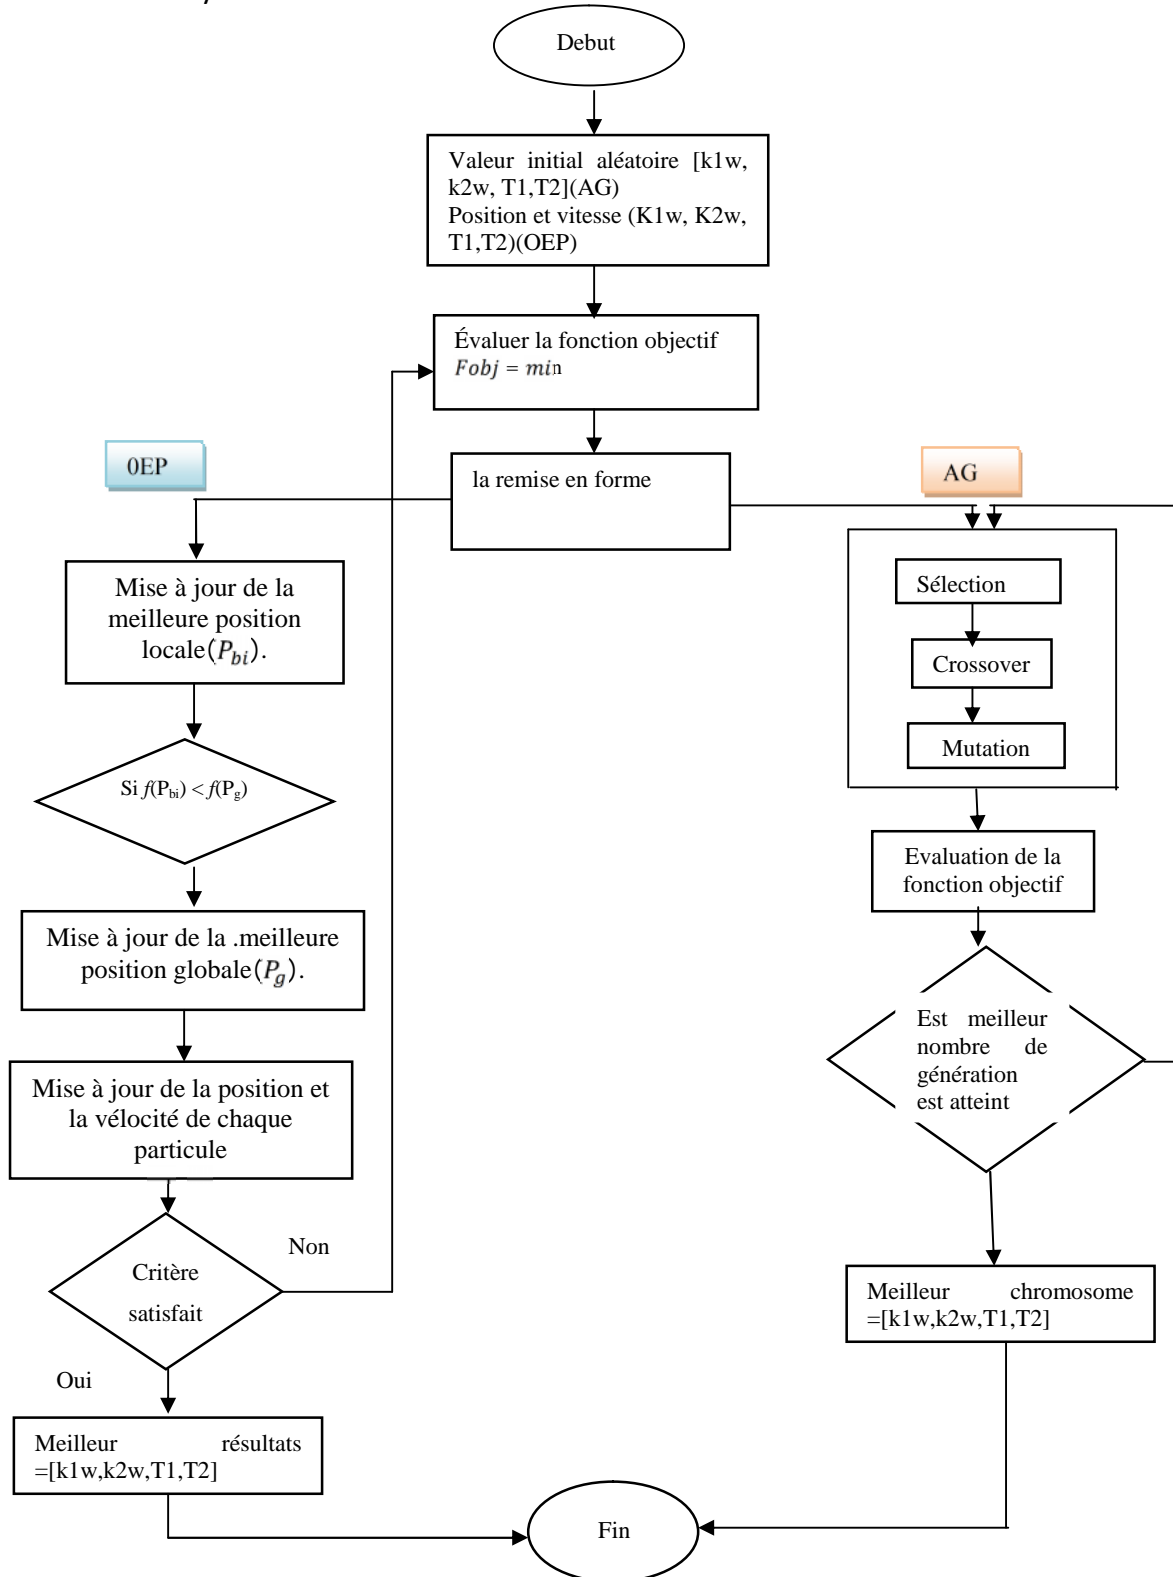 Debut
Valeur initial aléatoire [k1w,
k2w, T1,T2](AG)
Position et vitesse (K1w, K2w,
T1,T2)(OEP)
Évaluer la fonction objectif
Fobj = min
la remise en forme
0EP
AG
Mise à jour de la
meilleure position
locale(P_bi).
Si f(P_bi) < f(P_g)
Mise à jour de la .meilleure
position globale(P_g).
Mise à jour de la position et
la vélocité de chaque
particule
Critère
satisfait
Non
Oui
Meilleur résultats
=[k1w,k2w,T1,T2]
Sélection
Crossover
Mutation
Evaluation de la
fonction objectif
Est meilleur
nombre de
génération
est atteint
Meilleur chromosome
=[k1w,k2w,T1,T2]
Fin